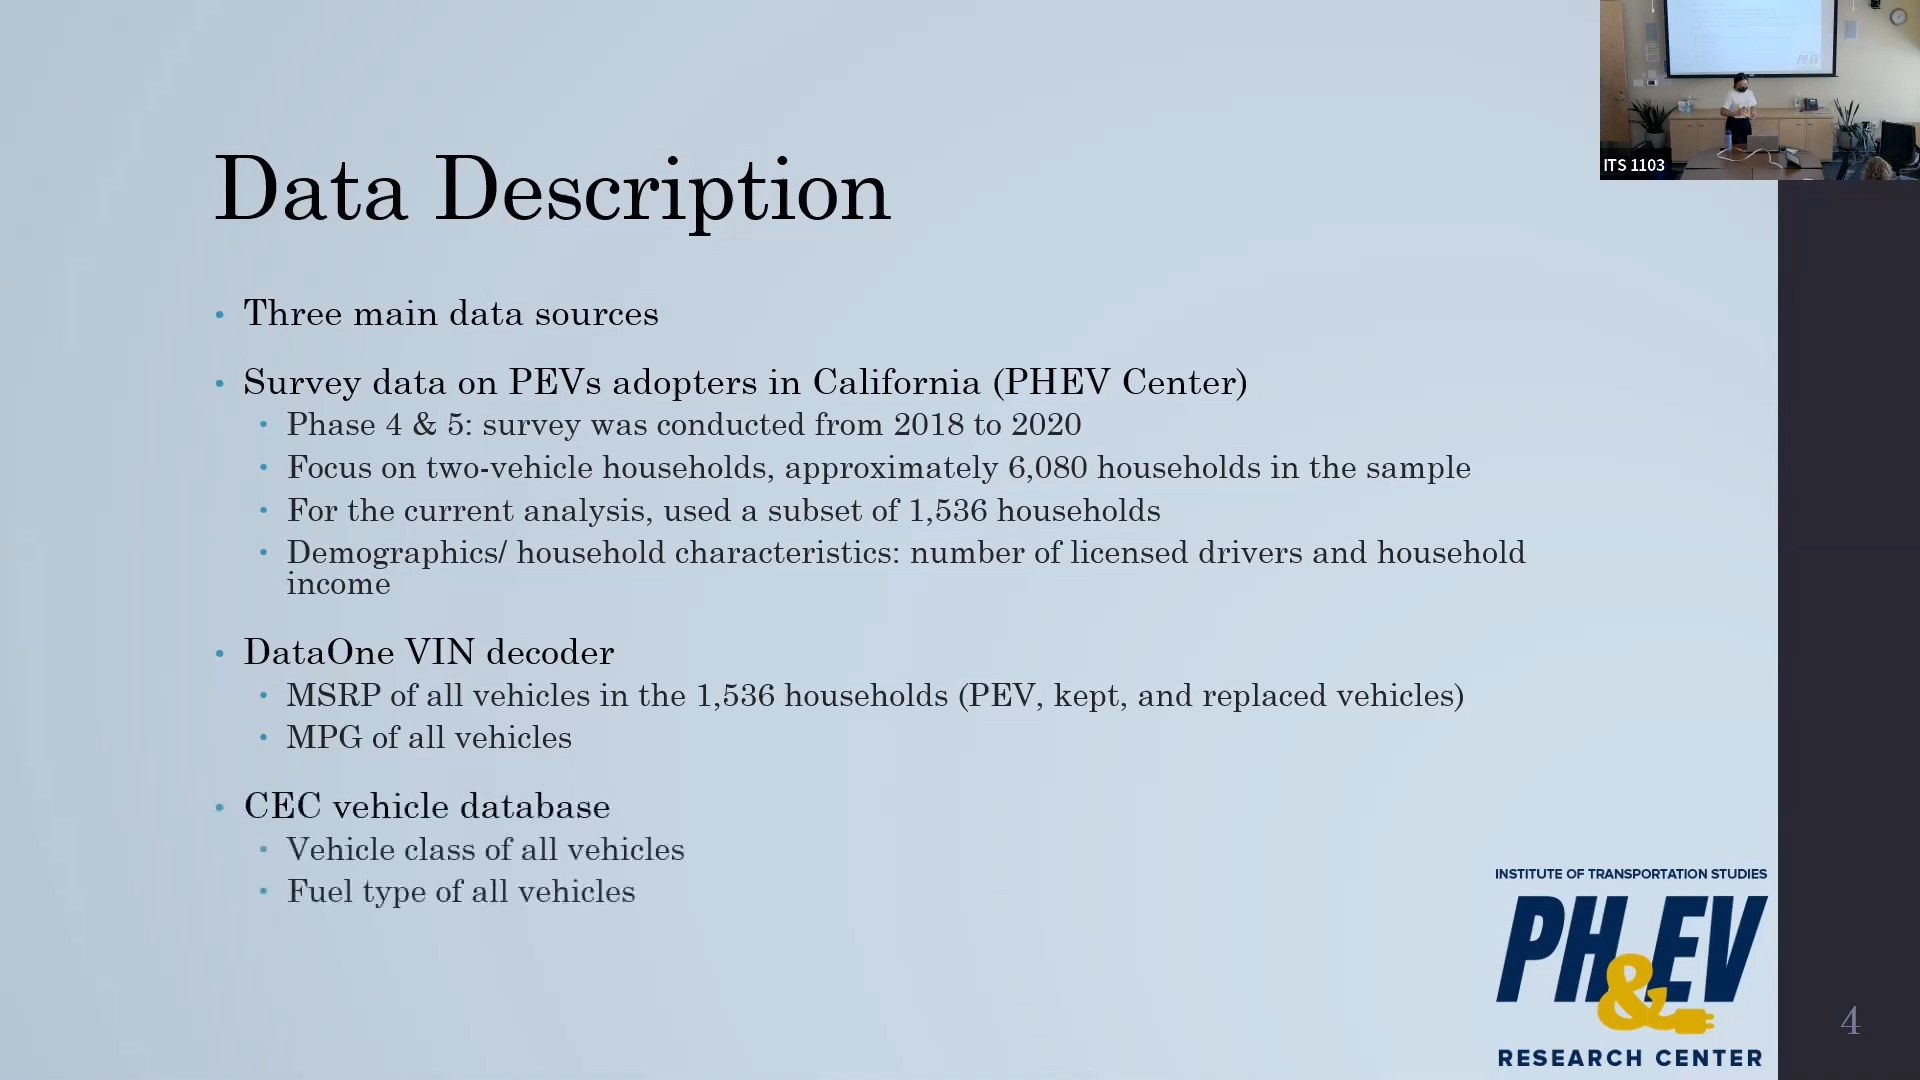 ITS 1103
Data Description
• Three main data sources
• Survey data on PEVs adopters in California (PHEV Center)
• Phase 4 & 5: survey was conducted from 2018 to 2020
• Focus on two-vehicle households, approximately 6,080 households in the sample
• For the current analysis, used a subset of 1,536 households
• Demographics/ household characteristics: number of licensed drivers and household
income
• DataOne VIN decoder
• MSRP of all vehicles in the 1,536 households (PEV, kept, and replaced vehicles)
• MPG of all vehicles
• CEC vehicle database
• Vehicle class of all vehicles
• Fuel type of all vehicles
INSTITUTE OF TRANSPORTATION STUDIES
PH&EV
RESEARCH CENTER
4